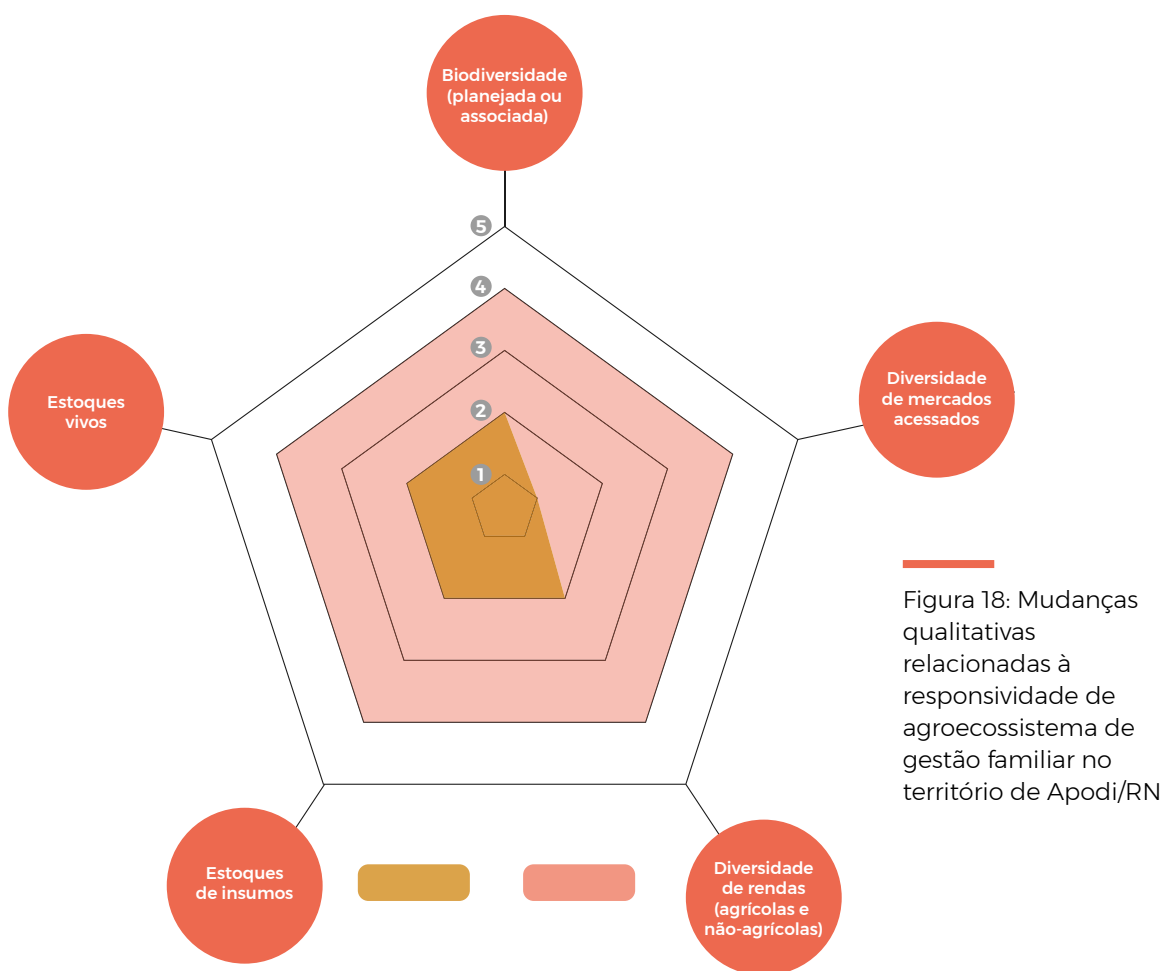 Biodiversidade
(planejada ou
associada)
5
4
3
2
1
Estoques
vivos
Diversidade
de mercados
acessados
Figura 18: Mudanças
qualitativas
relacionadas à
responsividade de
agroecossistema de
gestão familiar no
território de Apodi/RN
Estoques
de insumos
Diversidade
de rendas
(agrícolas e
não-agrícolas)